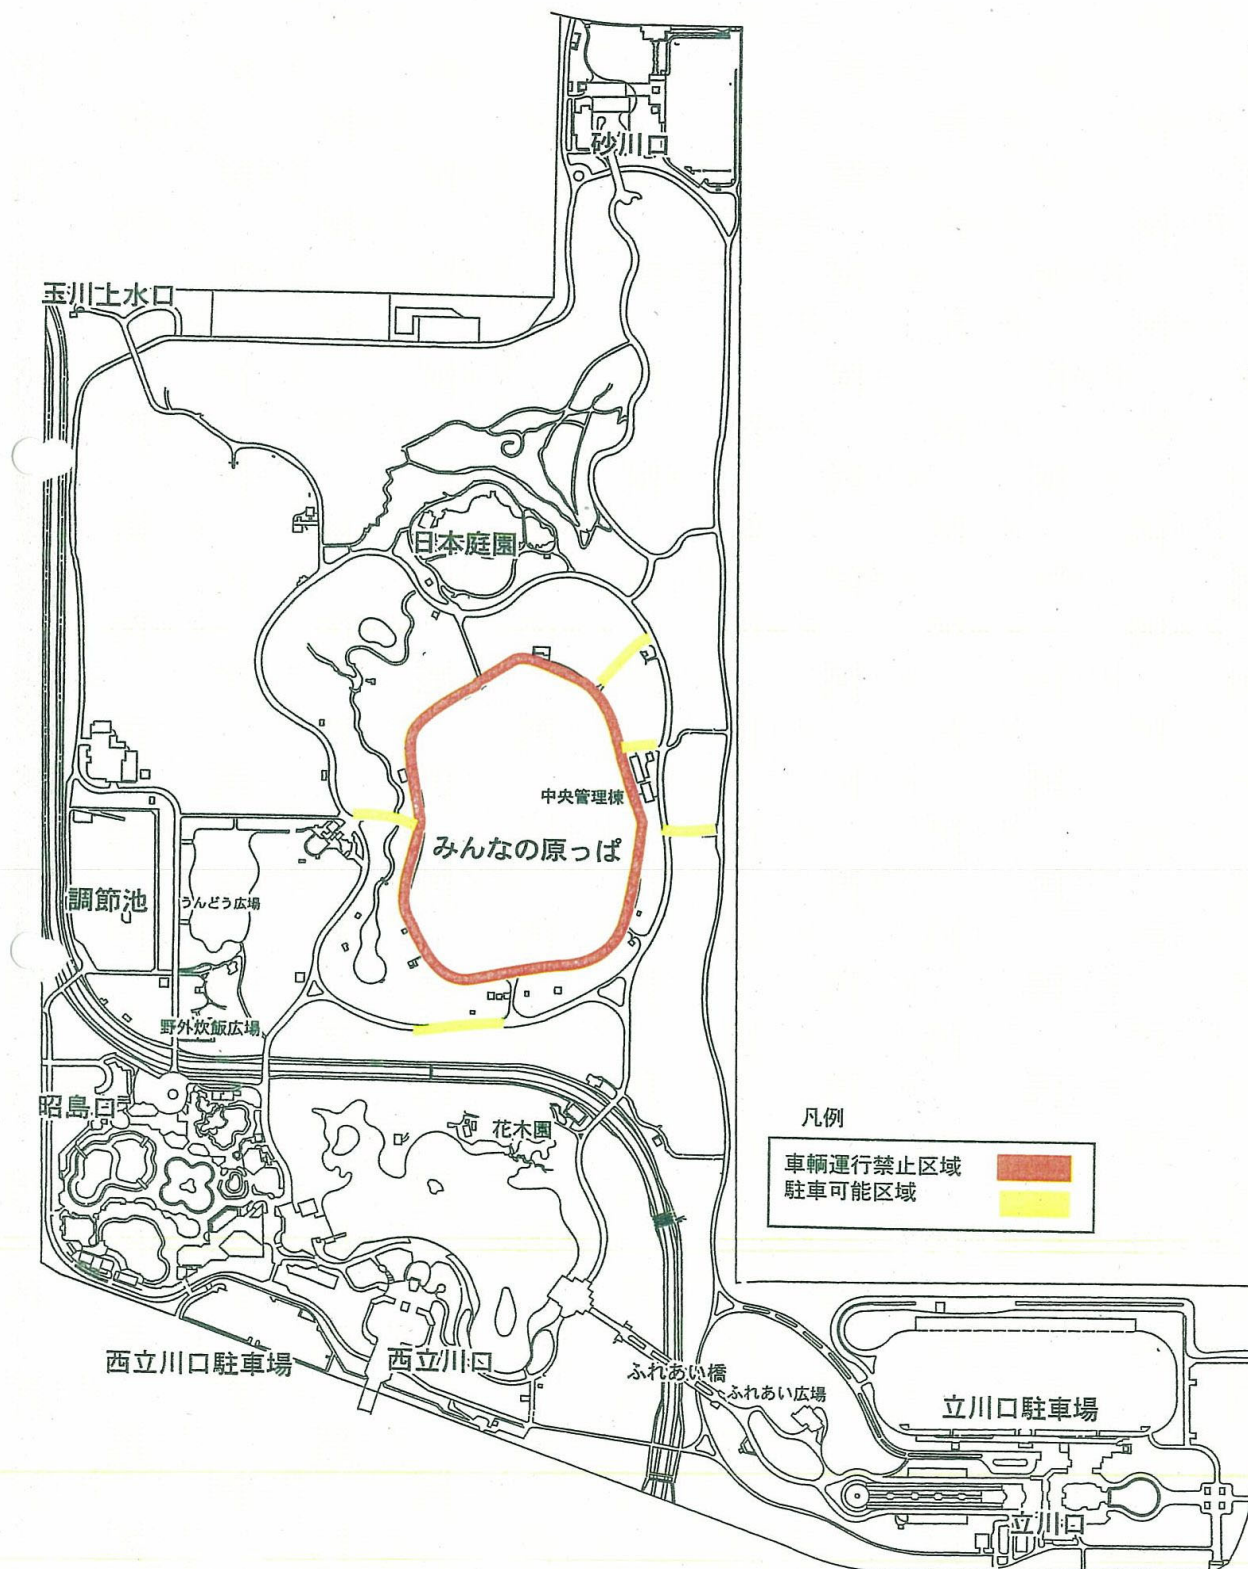 砂川口
玉川上水口
日本庭園
中央管理棟
みんなの原っぱ
調節池
うんどう広場
野外炊飯広場
昭島口
花木園
凡例
車輌運行禁止区域
駐車可能区域
西立川口駐車場
西立川口
ふれあい橋
ふれあい広場
立川口駐車場
立川口